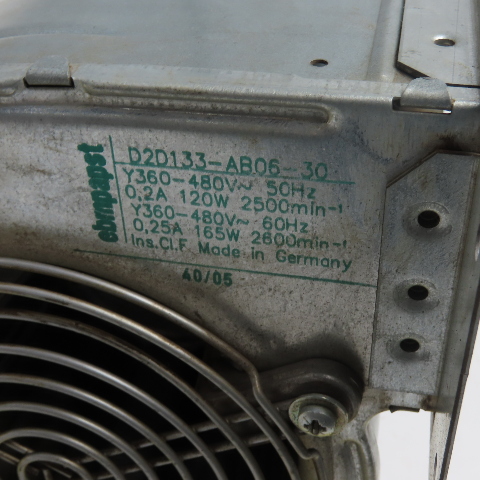 ebmpapst
D2D133-AB06-30
Y360-480V~ 50Hz
0,2A 120W 2500min-¹
Y360-480V~ 60Hz
0,25A 165W 2800min-¹
Ins.Cl.F Made in Germany
40/05